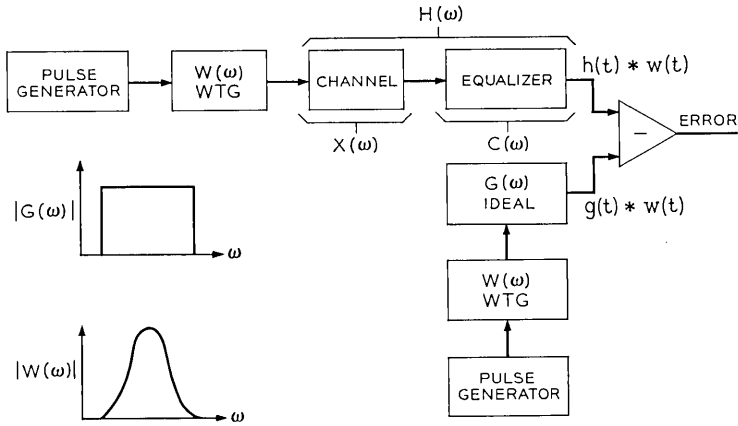 H(ω)
PULSE
GENERATOR
W(ω)
WTG
CHANNEL
EQUALIZER
h(t) * w(t)
X(ω)
C(ω)
−
ERROR
G(ω)
IDEAL
g(t) * w(t)
|G(ω)|
ω
W(ω)
WTG
|W(ω)|
ω
PULSE
GENERATOR